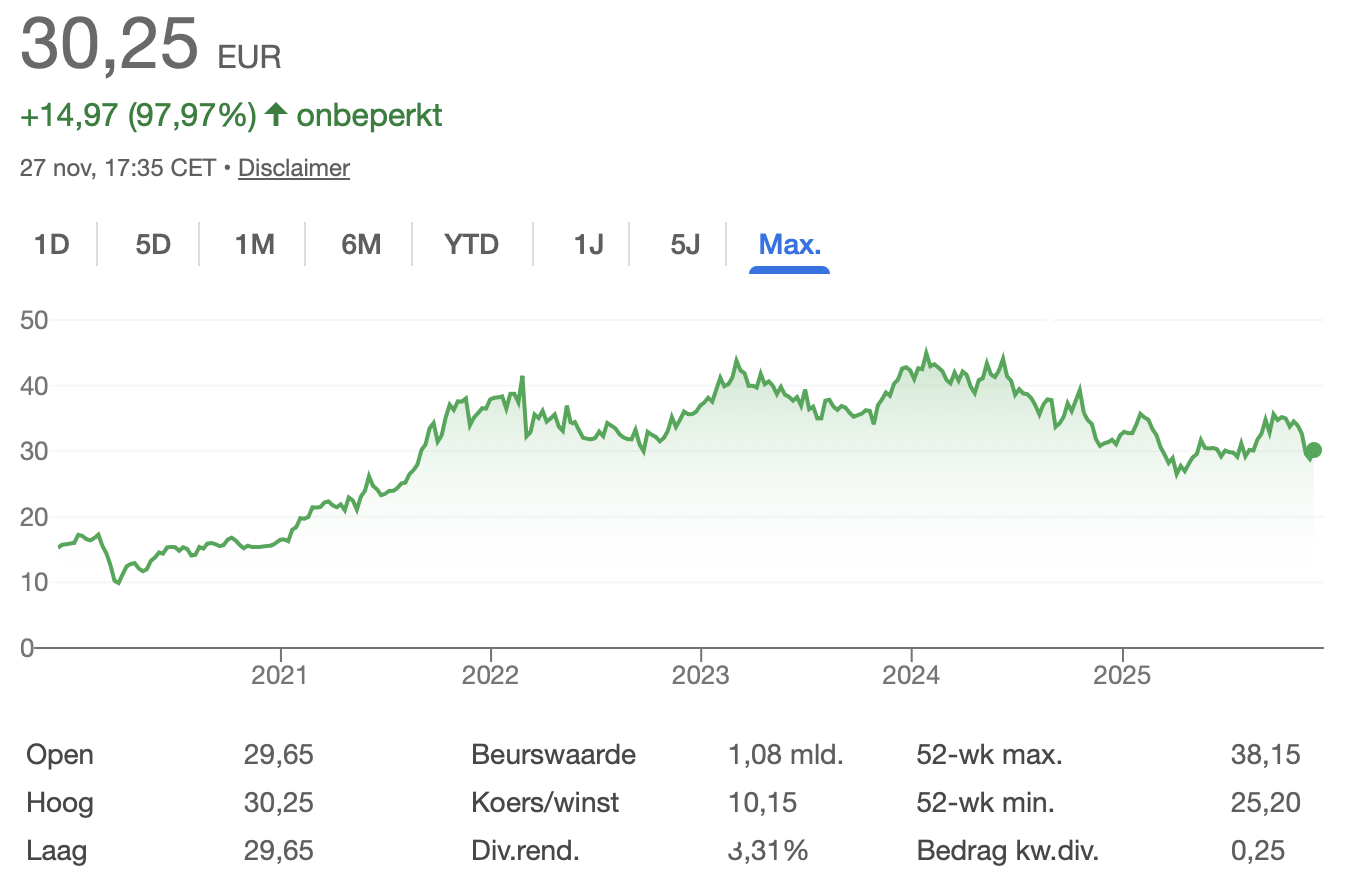 30,25 EUR
+14,97 (97,97%) ↑ onbeperkt
27 nov, 17:35 CET • Disclaimer
1D 5D 1M 6M YTD 1J 5J Max.
50
40
30
20
10
0
2021 2022 2023 2024 2025
Open 29,65 Beurswaarde 1,08 mld. 52-wk max. 38,15
Hoog 30,25 Koers/winst 10,15 52-wk min. 25,20
Laag 29,65 Div.rend. 3,31% Bedrag kw.div. 0,25